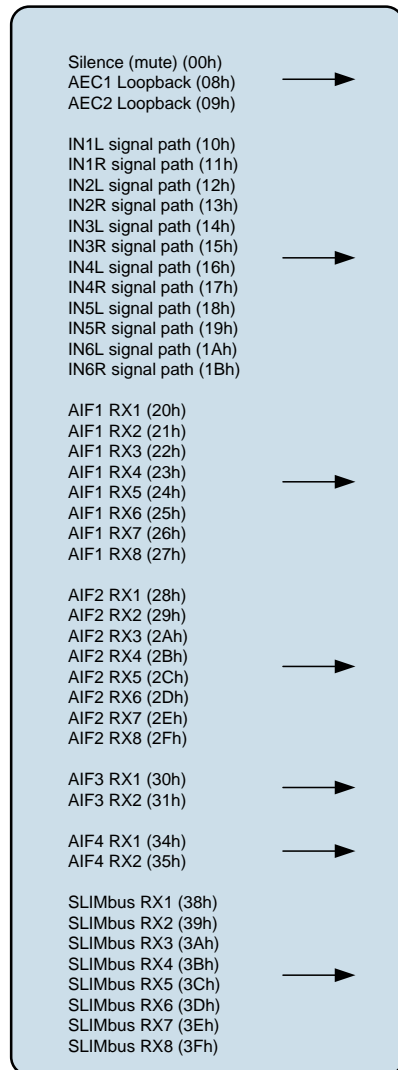 Silence (mute) (00h)
AEC1 Loopback (08h)
AEC2 Loopback (09h)
IN1L signal path (10h)
IN1R signal path (11h)
IN2L signal path (12h)
IN2R signal path (13h)
IN3L signal path (14h)
IN3R signal path (15h)
IN4L signal path (16h)
IN4R signal path (17h)
IN5L signal path (18h)
IN5R signal path (19h)
IN6L signal path (1Ah)
IN6R signal path (1Bh)
AIF1 RX1 (20h)
AIF1 RX2 (21h)
AIF1 RX3 (22h)
AIF1 RX4 (23h)
AIF1 RX5 (24h)
AIF1 RX6 (25h)
AIF1 RX7 (26h)
AIF1 RX8 (27h)
AIF2 RX1 (28h)
AIF2 RX2 (29h)
AIF2 RX3 (2Ah)
AIF2 RX4 (2Bh)
AIF2 RX5 (2Ch)
AIF2 RX6 (2Dh)
AIF2 RX7 (2Eh)
AIF2 RX8 (2Fh)
AIF3 RX1 (30h)
AIF3 RX2 (31h)
AIF4 RX1 (34h)
AIF4 RX2 (35h)
SLIMbus RX1 (38h)
SLIMbus RX2 (39h)
SLIMbus RX3 (3Ah)
SLIMbus RX4 (3Bh)
SLIMbus RX5 (3Ch)
SLIMbus RX6 (3Dh)
SLIMbus RX7 (3Eh)
SLIMbus RX8 (3Fh)